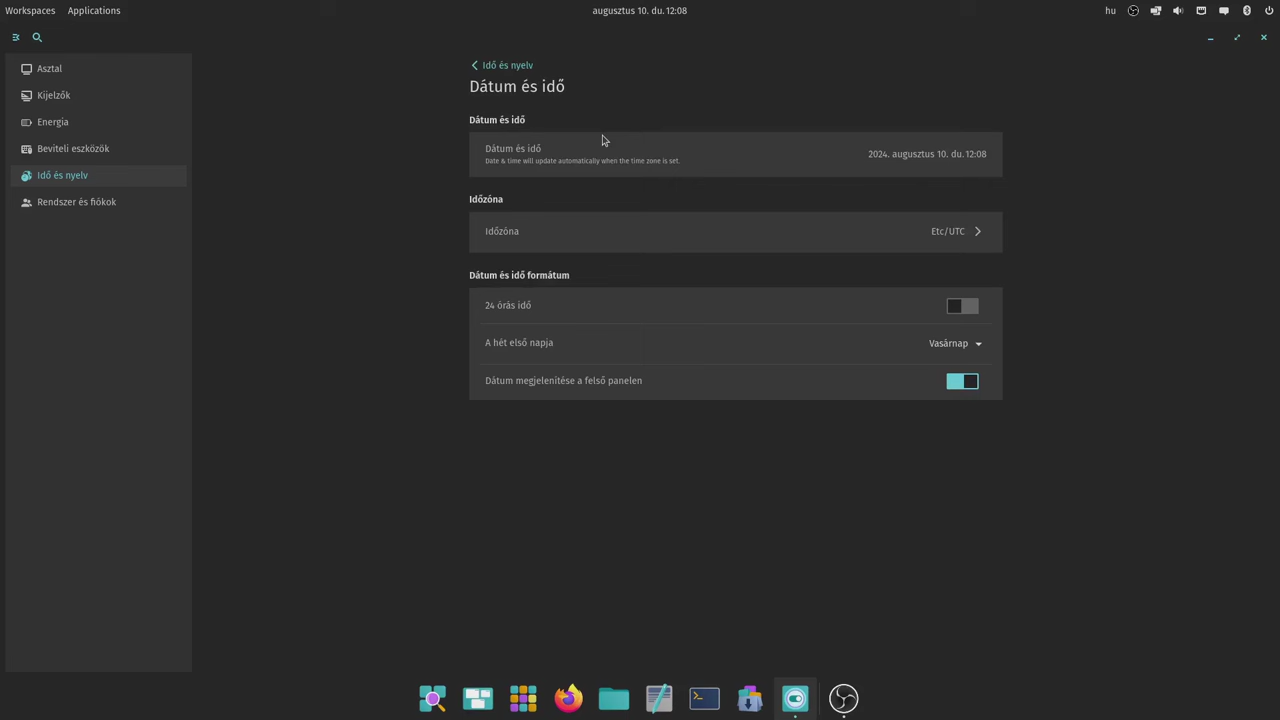 Workspaces Applications augusztus 10. du. 12:08 hu
Asztal
Kijelzők
Energia
Beviteli eszközök
Idő és nyelv
Rendszer és fiókok
Idő és nyelv
Dátum és idő
Dátum és idő
Dátum és idő
Date & time will update automatically when the time zone is set.
2024. augusztus 10. du. 12:08
Időzóna
Időzóna Etc/UTC
Dátum és idő formátum
24 órás idő
A hét első napja Vasárnap
Dátum megjelenítése a felső panelen